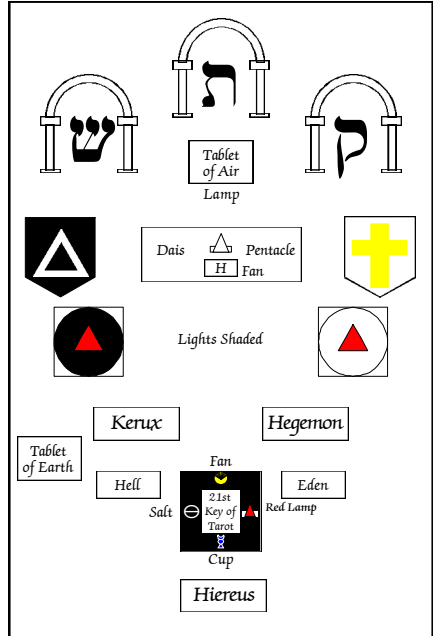 ת
ש
ק
Tablet
of Air
Lamp
Dais
Pentacle
H
Fan
Lights Shaded
Kerux
Hegemon
Tablet
of Earth
Fan
Hell
Eden
21st
Key of
Tarot
Salt
Red Lamp
Cup
Hiereus